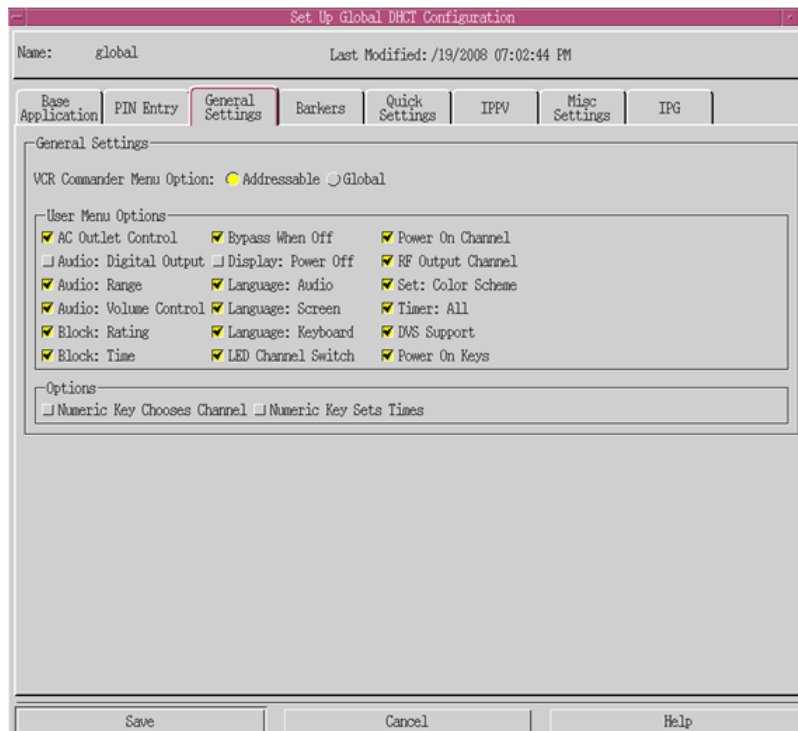 Set Up Global DHCT Configuration
Name: global Last Modified: /19/2008 07:02:44 PM
Base Application PIN Entry General Settings Barkers Quick Settings IPPV Misc Settings IPG
General Settings
VCR Commander Menu Option: Addressable Global
User Menu Options
AC Outlet Control Bypass When Off Power On Channel
Audio: Digital Output Display: Power Off RF Output Channel
Audio: Range Language: Audio Set: Color Scheme
Audio: Volume Control Language: Screen Timer: All
Block: Rating Language: Keyboard DVS Support
Block: Time LED Channel Switch Power On Keys
Options
Numeric Key Chooses Channel Numeric Key Sets Times
Save Cancel Help